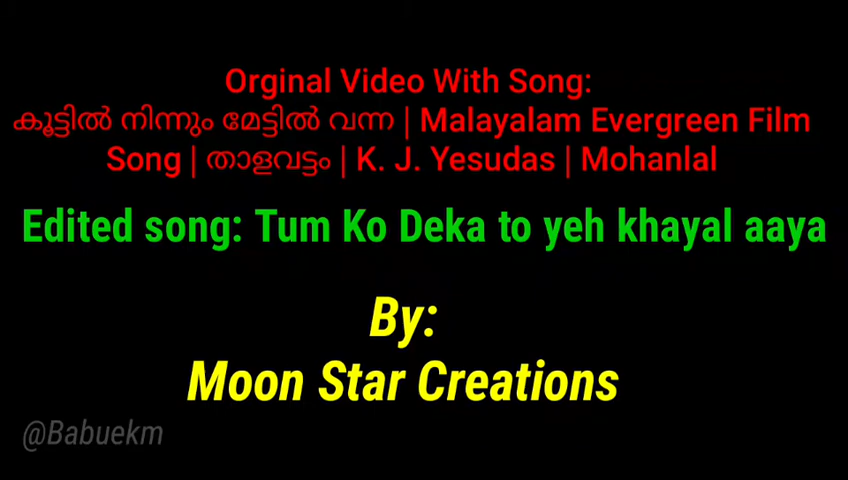 Orginal Video With Song:
കൂട്ടിൽ നിന്നും മേട്ടിൽ വന്ന | Malayalam Evergreen Film
Song | താളവട്ടം | K. J. Yesudas | Mohanlal
Edited song: Tum Ko Deka to yeh khayal aaya
By:
Moon Star Creations
@Babuekm